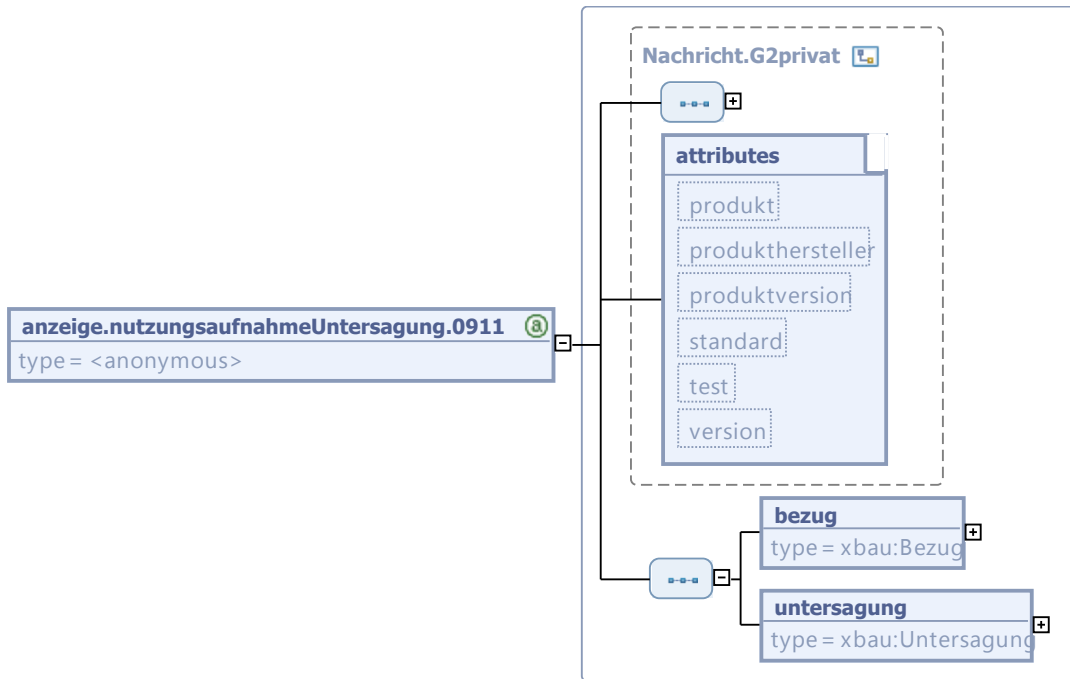 Nachricht.G2privat
attributes
produkt
produkthersteller
produktversion
standard
test
version
anzeige.nutzungsaufnahmeUntersagung.0911
type = <anonymous>
bezug
type = xbau:Bezug
untersagung
type = xbau:Untersagung